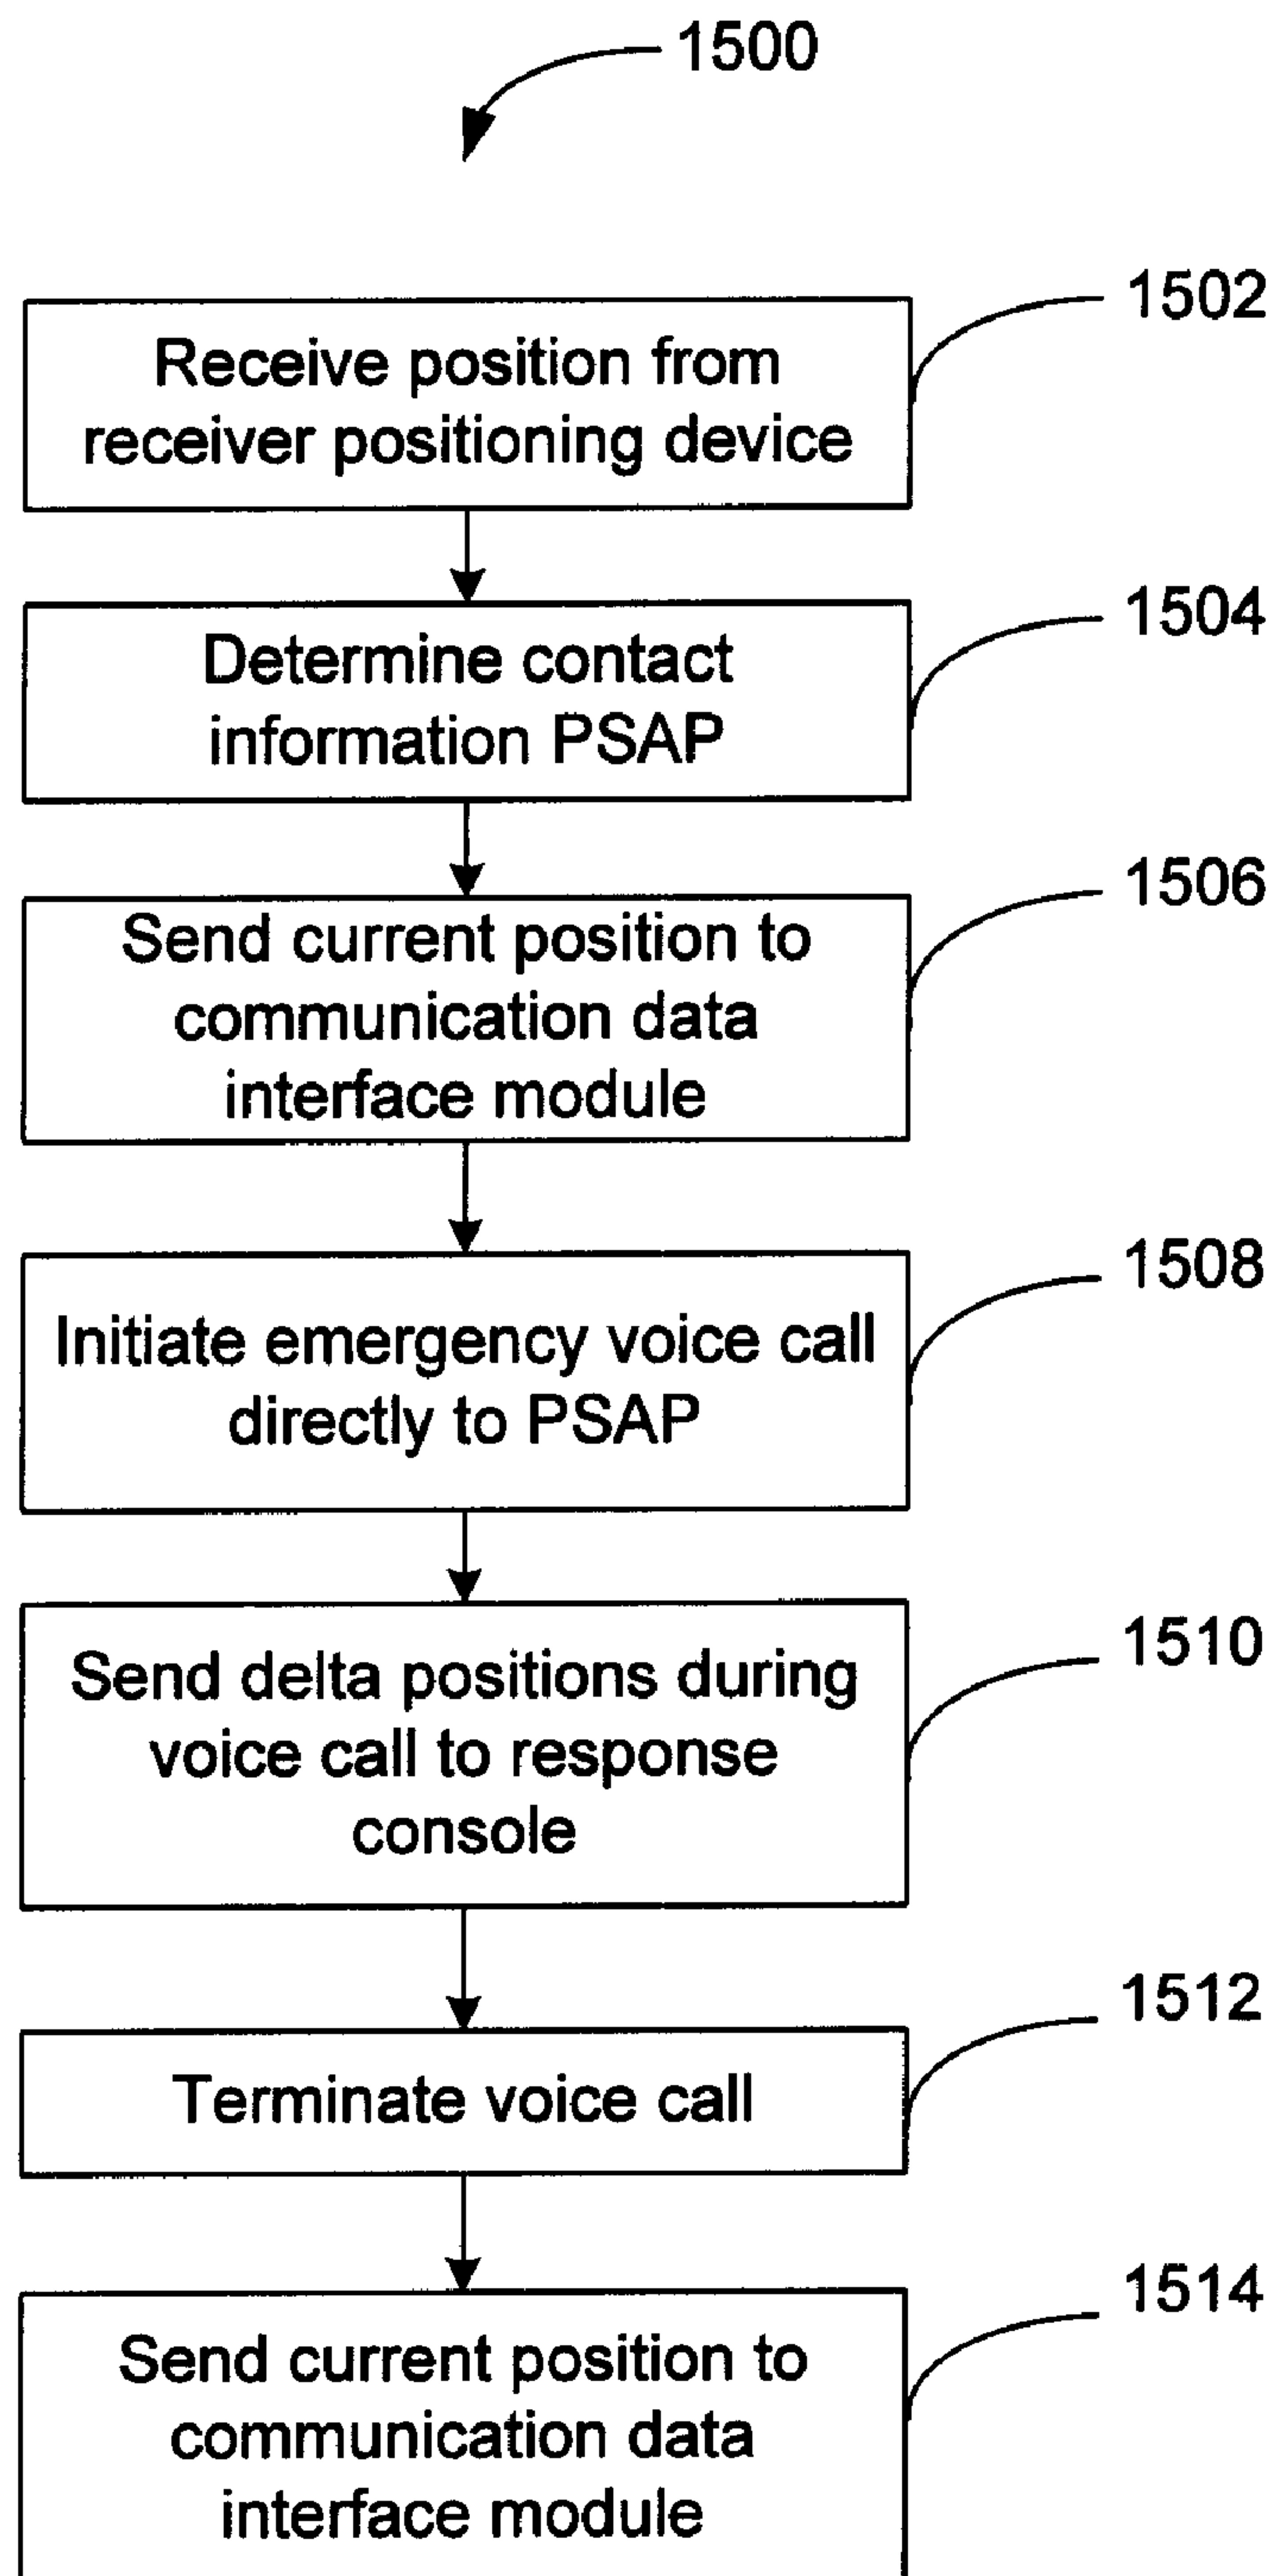 1500
1502
Receive position from
receiver positioning device
1504
Determine contact
information PSAP
1506
Send current position to
communication data
interface module
1508
Initiate emergency voice call
directly to PSAP
1510
Send delta positions during
voice call to response
console
1512
Terminate voice call
1514
Send current position to
communication data
interface module